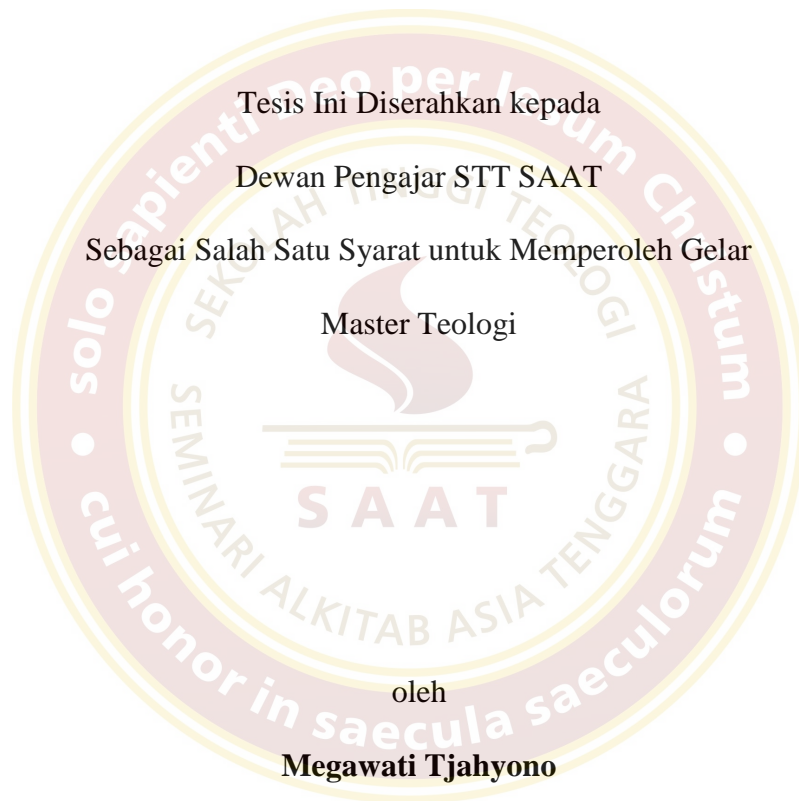 Tesis Ini Diserahkan kepada
Dewan Pengajar STT SAAT
Sebagai Salah Satu Syarat untuk Memperoleh Gelar
Master Teologi
oleh
Megawati Tjahyono
solo sapienti Deo per Iesum Christum
cui honor in saecula saeculorum
SEKOLAH TINGGI TEOLOGI
SEMINARI ALKITAB ASIA TENGGARA
SAAT